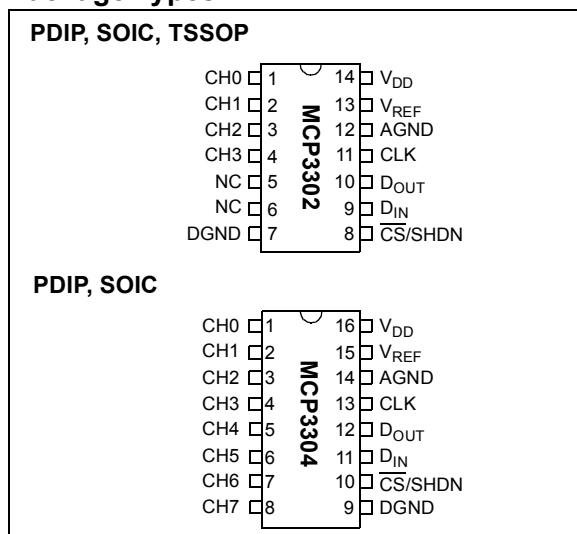 PDIP, SOIC, TSSOP
CH0 1 14 VDD
CH1 2 13 VREF
CH2 3 12 AGND
CH3 4 11 CLK
NC 5 10 DOUT
NC 6 9 DIN
DGND 7 8 C̅S̅/SHDN
MCP3302
PDIP, SOIC
CH0 1 16 VDD
CH1 2 15 VREF
CH2 3 14 AGND
CH3 4 13 CLK
CH4 5 12 DOUT
CH5 6 11 DIN
CH6 7 10 C̅S̅/SHDN
CH7 8 9 DGND
MCP3304